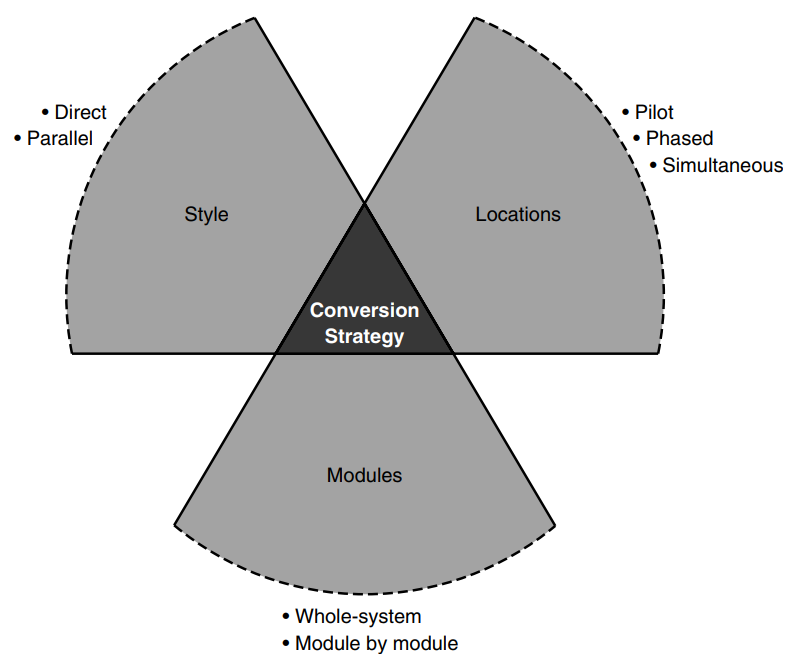 • Direct
• Parallel
• Pilot
• Phased
• Simultaneous
Style
Locations
Conversion
Strategy
Modules
• Whole-system
• Module by module